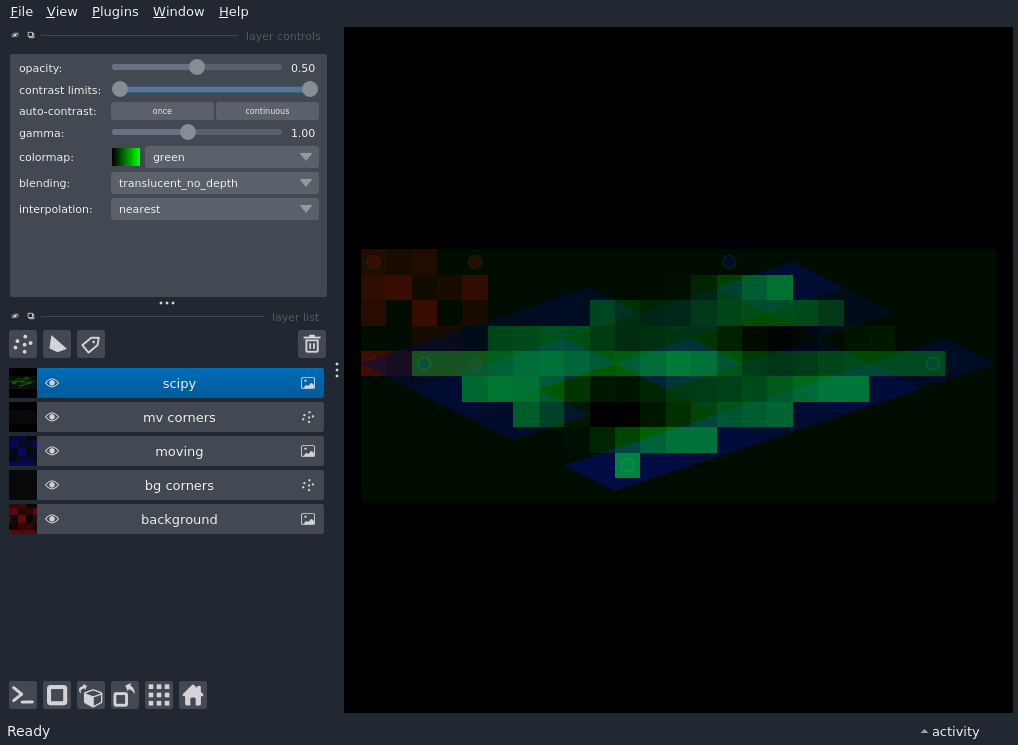 File View Plugins Window Help
layer controls
opacity: 0.50
contrast limits:
auto-contrast: once continuous
gamma: 1.00
colormap: green
blending: translucent_no_depth
interpolation: nearest
layer list
scipy
mv corners
moving
bg corners
background
Ready activity